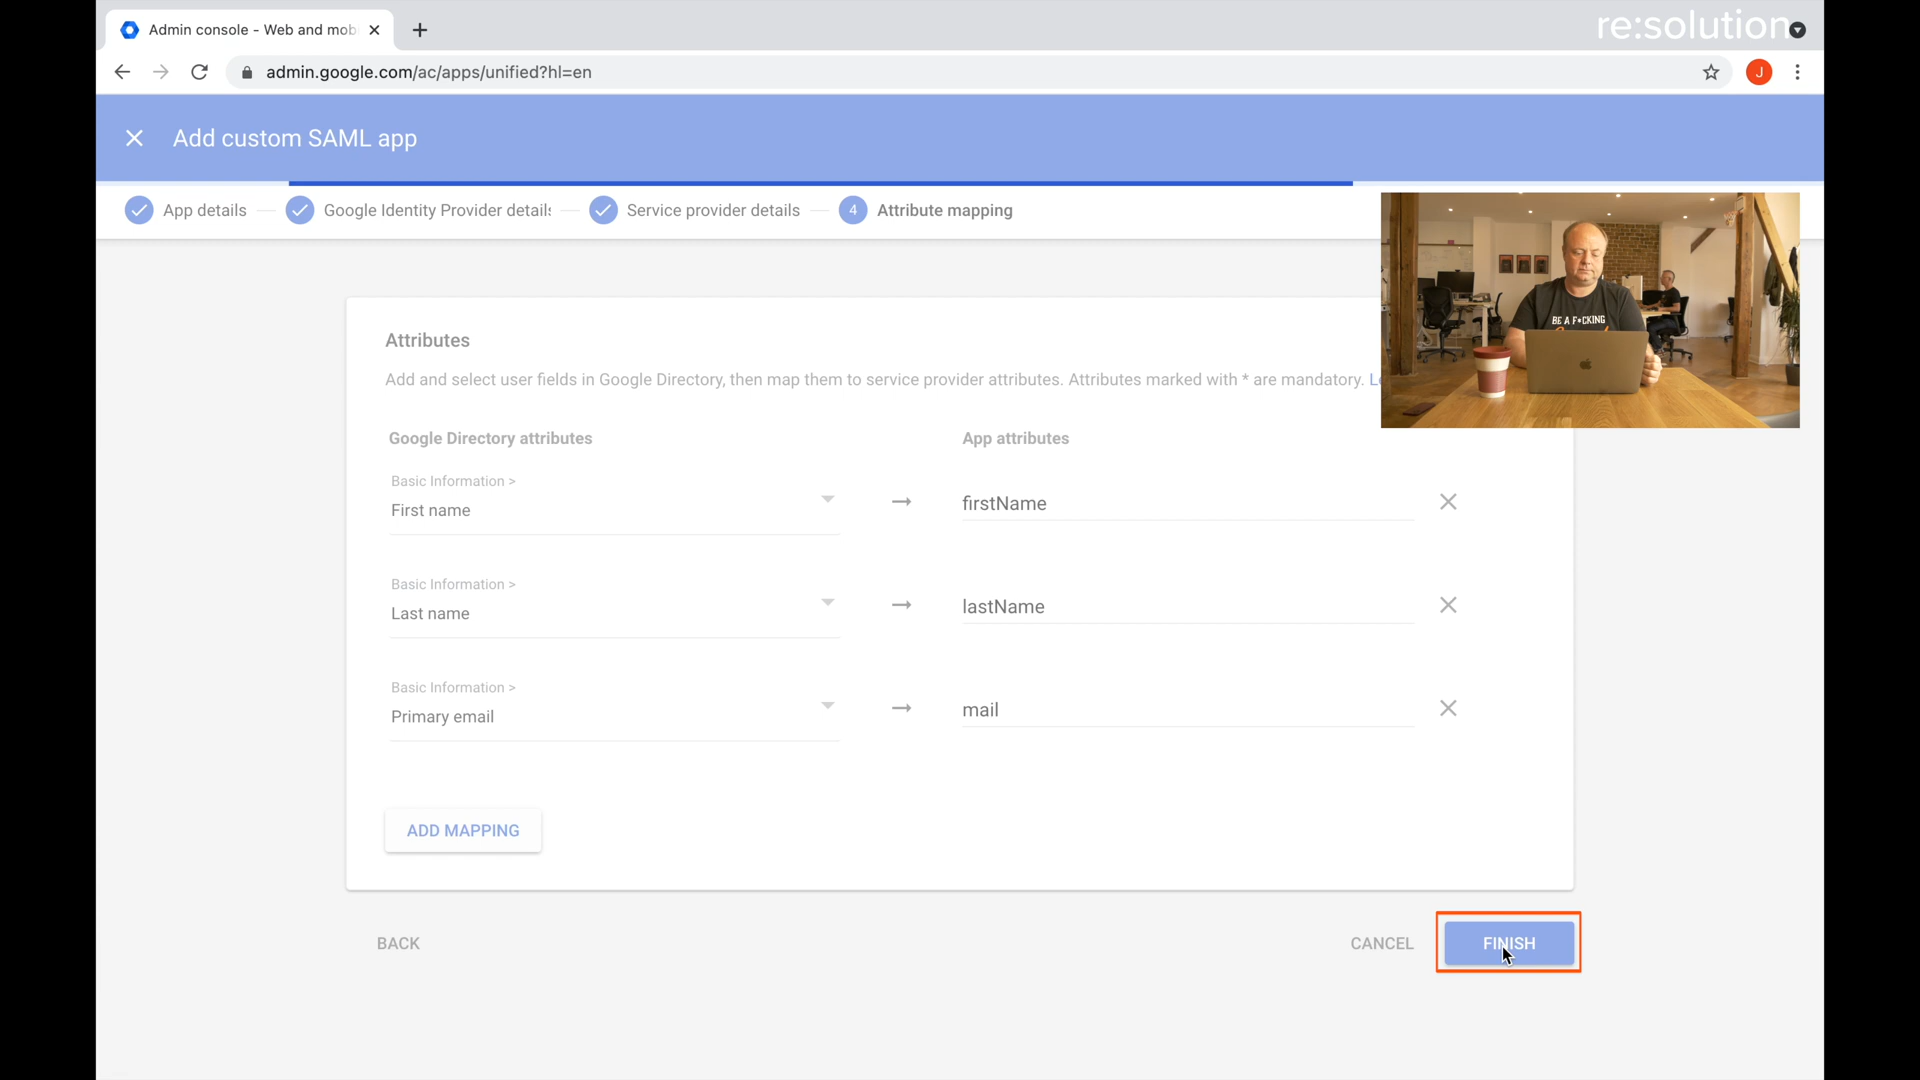 Admin console - Web and mob
re:solution
admin.google.com/ac/apps/unified?hl=en
J
Add custom SAML app
App details
Google Identity Provider details
Service provider details
4
Attribute mapping
BE A F*CKING
Attributes
Add and select user fields in Google Directory, then map them to service provider attributes. Attributes marked with * are mandatory.
Google Directory attributes
App attributes
Basic Information >
First name
firstName
Basic Information >
Last name
lastName
Basic Information >
Primary email
mail
ADD MAPPING
BACK
CANCEL
FINISH